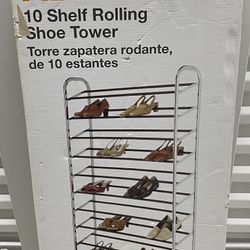 10 Shelf Rolling
Shoe Tower
Torre zapatera rodante,
de 10 estantes